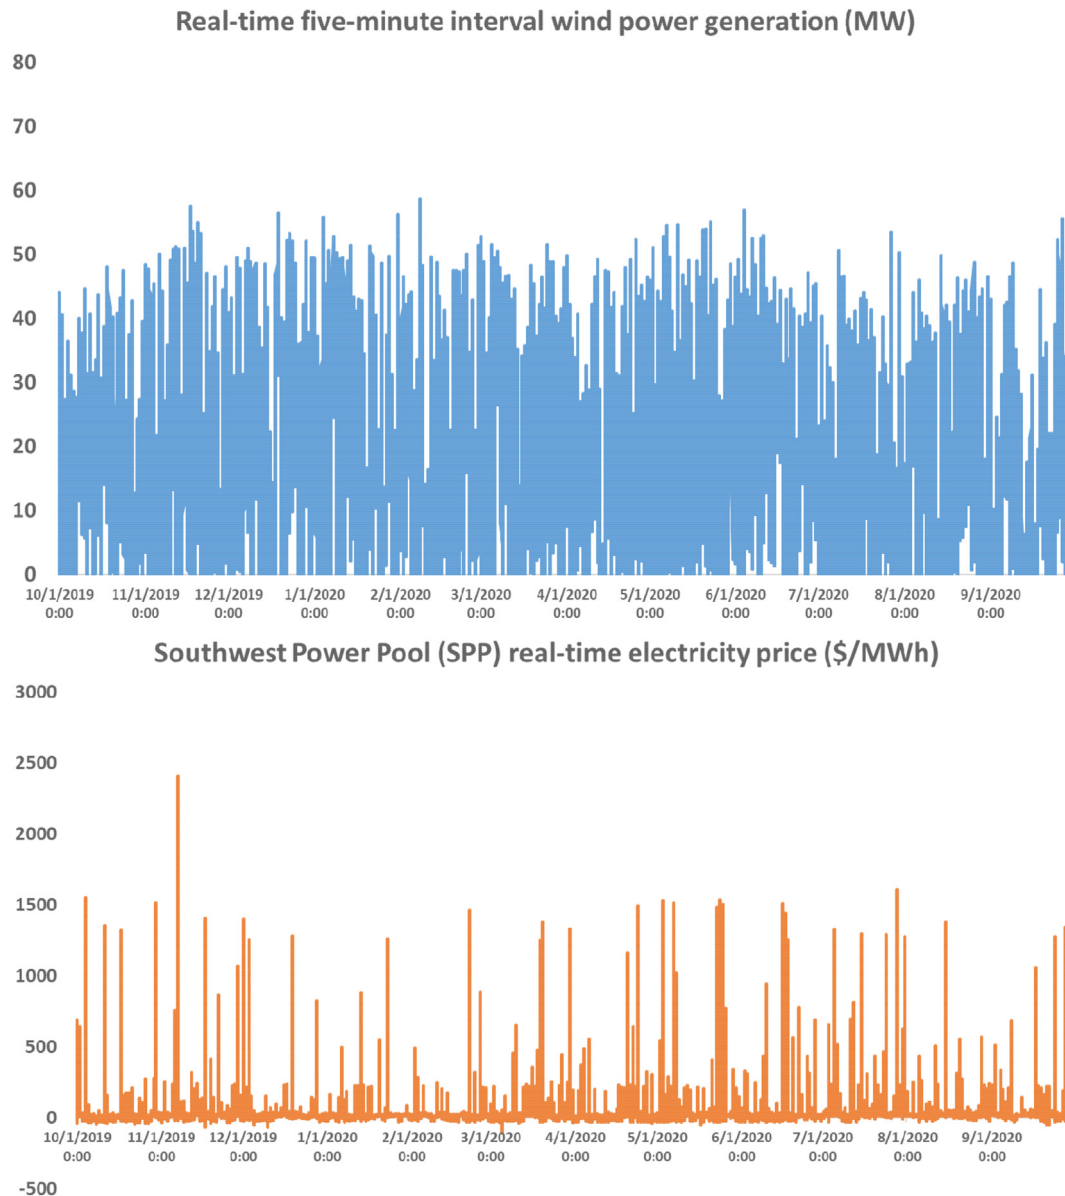 Real-time five-minute interval wind power generation (MW)
80
70
60
50
40
30
20
10
0
10/1/2019 11/1/2019 12/1/2019 1/1/2020 2/1/2020 3/1/2020 4/1/2020 5/1/2020 6/1/2020 7/1/2020 8/1/2020 9/1/2020
0:00 0:00 0:00 0:00 0:00 0:00 0:00 0:00 0:00 0:00 0:00 0:00
Southwest Power Pool (SPP) real-time electricity price ($/MWh)
3000
2500
2000
1500
1000
500
0
10/1/2019 11/1/2019 12/1/2019 1/1/2020 2/1/2020 3/1/2020 4/1/2020 5/1/2020 6/1/2020 7/1/2020 8/1/2020 9/1/2020
0:00 0:00 0:00 0:00 0:00 0:00 0:00 0:00 0:00 0:00 0:00 0:00
-500